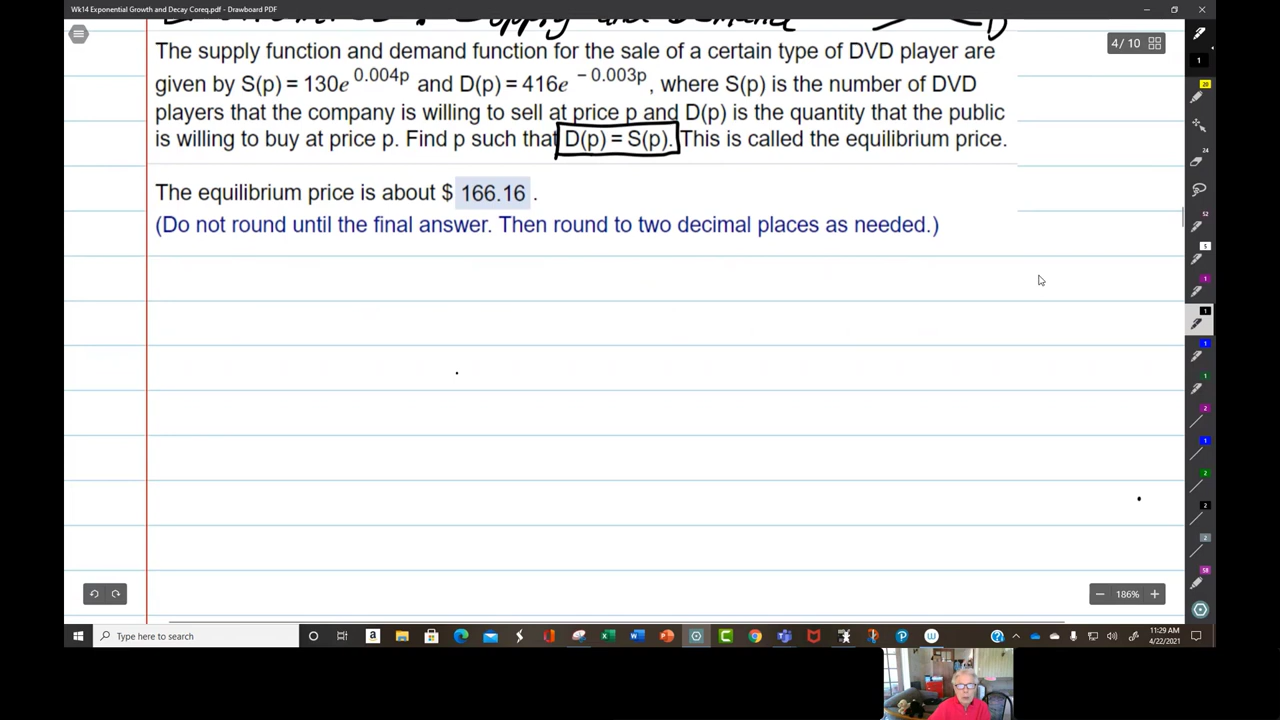 Wk14 Exponential Growth and Decay Coreq.pdf - Drawboard PDF
Supply and Demand
D
4 / 10
The supply function and demand function for the sale of a certain type of DVD player are
given by S(p) = 130e^0.004p and D(p) = 416e^− 0.003p, where S(p) is the number of DVD
players that the company is willing to sell at price p and D(p) is the quantity that the public
is willing to buy at price p. Find p such that D(p) = S(p). This is called the equilibrium price.
The equilibrium price is about $ 166.16 .
(Do not round until the final answer. Then round to two decimal places as needed.)
186%
Type here to search
11:29 AM
4/22/2021